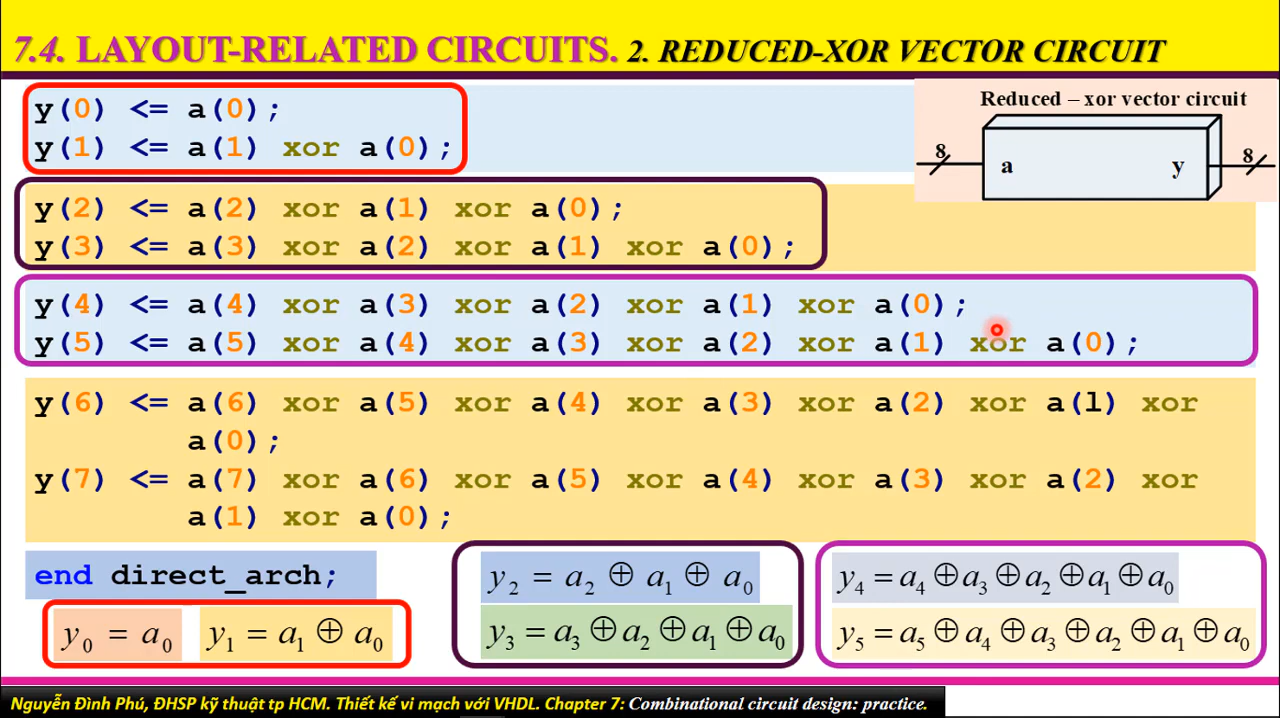 7.4. LAYOUT-RELATED CIRCUITS. 2. REDUCED-XOR VECTOR CIRCUIT
y(0) <= a(0);
y(1) <= a(1) xor a(0);
Reduced – xor vector circuit
8 a y 8
y(2) <= a(2) xor a(1) xor a(0);
y(3) <= a(3) xor a(2) xor a(1) xor a(0);
y(4) <= a(4) xor a(3) xor a(2) xor a(1) xor a(0);
y(5) <= a(5) xor a(4) xor a(3) xor a(2) xor a(1) xor a(0);
y(6) <= a(6) xor a(5) xor a(4) xor a(3) xor a(2) xor a(l) xor
a(0);
y(7) <= a(7) xor a(6) xor a(5) xor a(4) xor a(3) xor a(2) xor
a(1) xor a(0);
end direct_arch;
y₀ = a₀
y₁ = a₁ ⊕ a₀
y₂ = a₂ ⊕ a₁ ⊕ a₀
y₃ = a₃ ⊕ a₂ ⊕ a₁ ⊕ a₀
y₄ = a₄ ⊕ a₃ ⊕ a₂ ⊕ a₁ ⊕ a₀
y₅ = a₅ ⊕ a₄ ⊕ a₃ ⊕ a₂ ⊕ a₁ ⊕ a₀
Nguyễn Đình Phú, ĐHSP kỹ thuật tp HCM. Thiết kế vi mạch với VHDL. Chapter 7: Combinational circuit design: practice.